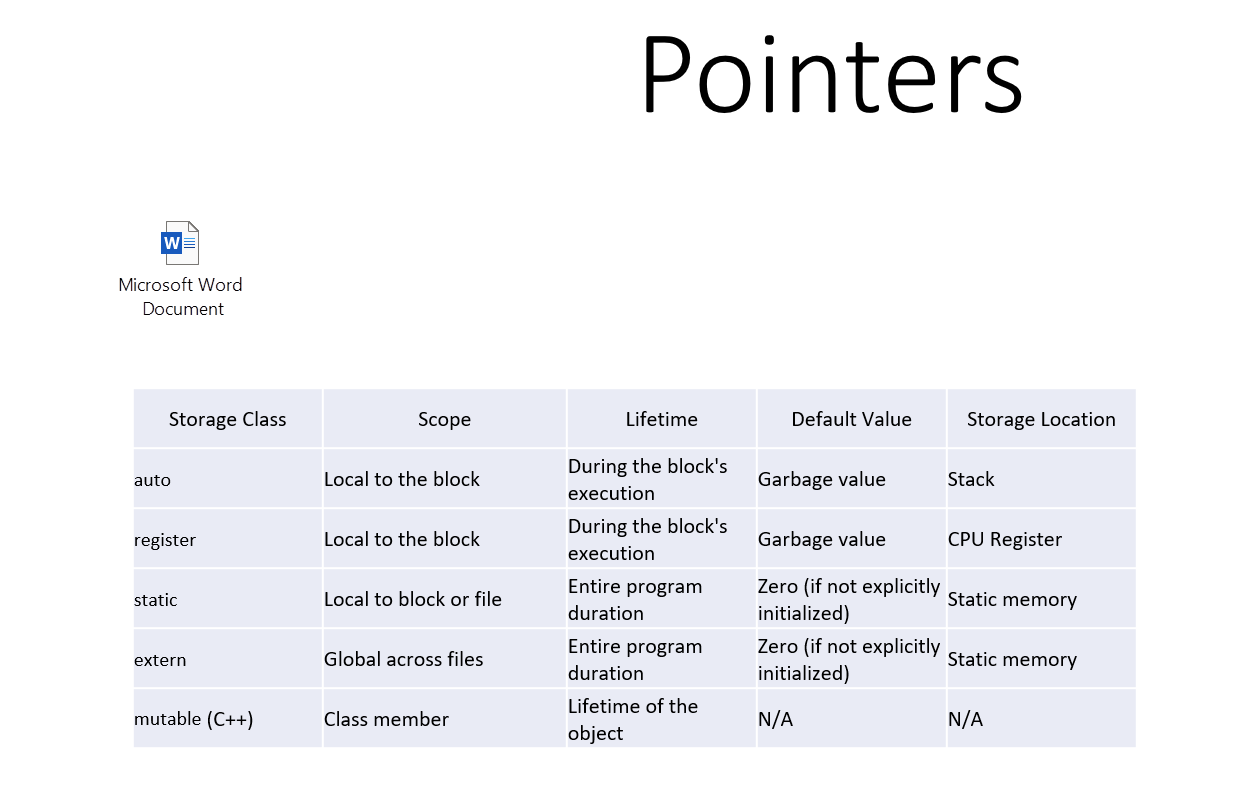 Pointers
Microsoft Word
Document
Storage Class
Scope
Lifetime
Default Value
Storage Location
auto
Local to the block
During the block's
execution
Garbage value
Stack
register
Local to the block
During the block's
execution
Garbage value
CPU Register
static
Local to block or file
Entire program
duration
Zero (if not explicitly
initialized)
Static memory
extern
Global across files
Entire program
duration
Zero (if not explicitly
initialized)
Static memory
mutable (C++)
Class member
Lifetime of the
object
N/A
N/A